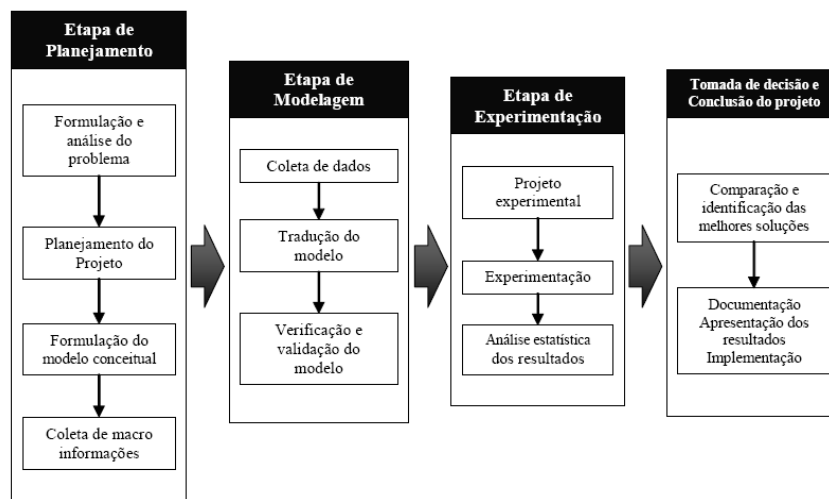 Etapa de
Planejamento
Formulação e
análise do
problema
Planejamento do
Projeto
Formulação do
modelo conceitual
Coleta de macro
informações
Etapa de
Modelagem
Coleta de dados
Tradução do
modelo
Verificação e
validação do
modelo
Etapa de
Experimentação
Projeto
experimental
Experimentação
Análise estatística
dos resultados
Tomada de decisão e
Conclusão do projeto
Comparação e
identificação das
melhores soluções
Documentação
Apresentação dos
resultados
Implementação